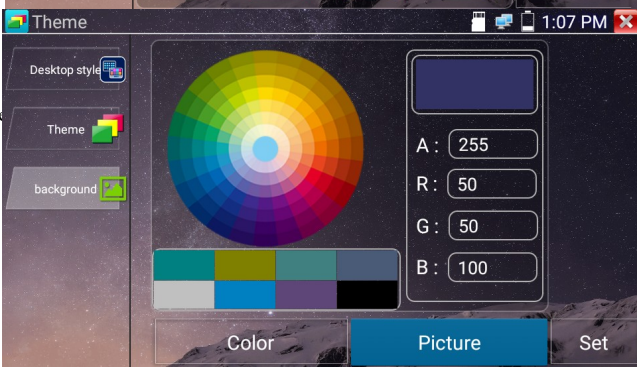 Theme
1:07 PM
Desktop style
Theme
background
A: 255
R: 50
G: 50
B: 100
Color
Picture
Set